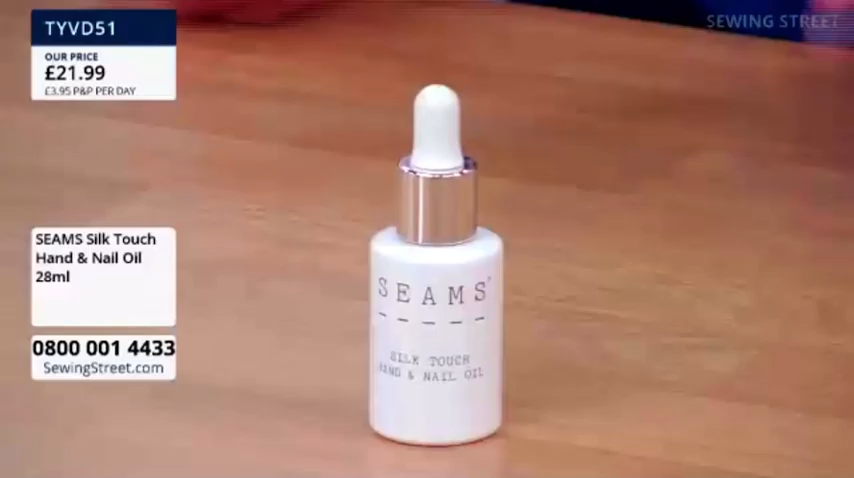 TYVD51
OUR PRICE
£21.99
£3.95 P&P PER DAY
SEWING STREET
SEAMS Silk Touch
Hand & Nail Oil
28ml
0800 001 4433
SewingStreet.com
SEAMS
SILK TOUCH
HAND & NAIL OIL